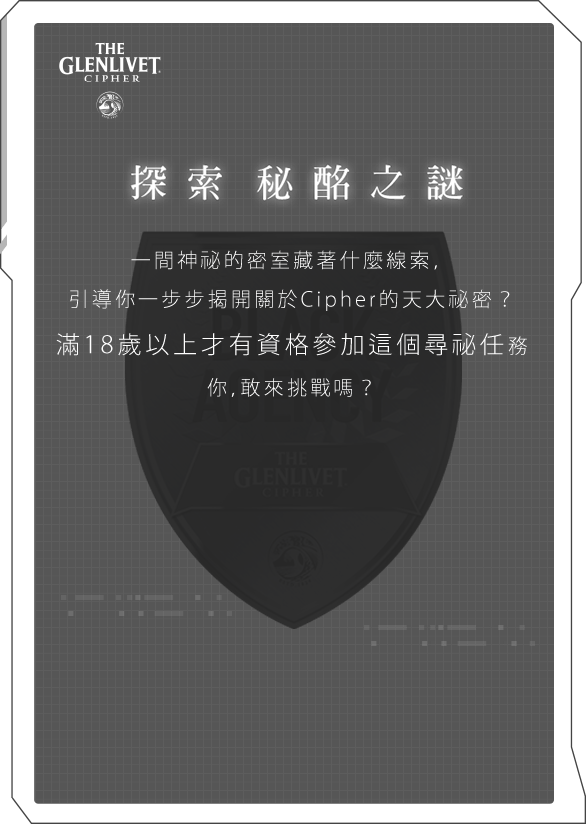 THE
GLENLIVET
CIPHER
探索 秘酩之謎
一間神祕的密室藏著什麼線索,
引導你一步步揭開關於Cipher的天大祕密？
滿18歲以上才有資格參加這個尋祕任務
你,敢來挑戰嗎？
AGENCY
THE
GLENLIVET
CIPHER